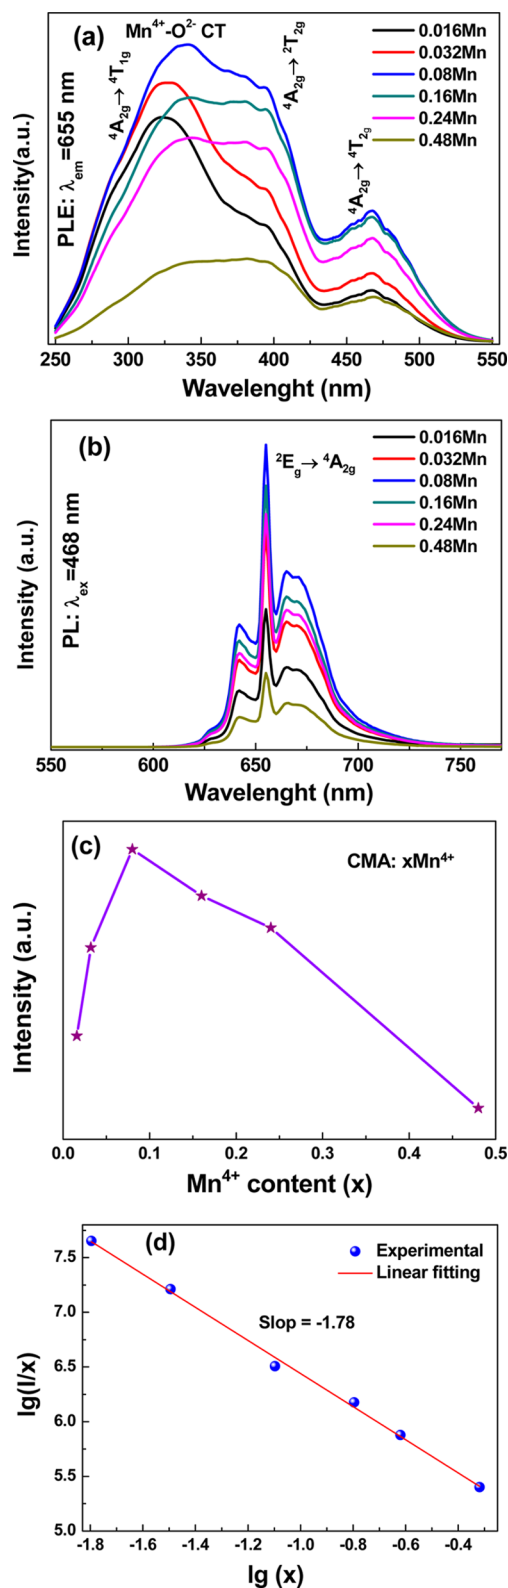 (a)
Mn⁴⁺-O²⁻ CT
⁴A₂g→⁴T₁g
⁴A₂g→²T₂g
⁴A₂g→⁴T₂g
0.016Mn
0.032Mn
0.08Mn
0.16Mn
0.24Mn
0.48Mn
Intensity(a.u.)
PLE: λem=655 nm
250 300 350 400 450 500 550
Wavelenght (nm)
(b)
²Eg→⁴A₂g
0.016Mn
0.032Mn
0.08Mn
0.16Mn
0.24Mn
0.48Mn
Intensity (a.u.)
PL: λex=468 nm
550 600 650 700 750
Wavelenght (nm)
(c)
CMA: xMn⁴⁺
Intensity (a.u.)
0.0 0.1 0.2 0.3 0.4 0.5
Mn⁴⁺ content (x)
(d)
Experimental
Linear fitting
Slop = -1.78
lg(I/x)
7.5
7.0
6.5
6.0
5.5
5.0
-1.8 -1.6 -1.4 -1.2 -1.0 -0.8 -0.6 -0.4 -0.2
lg (x)